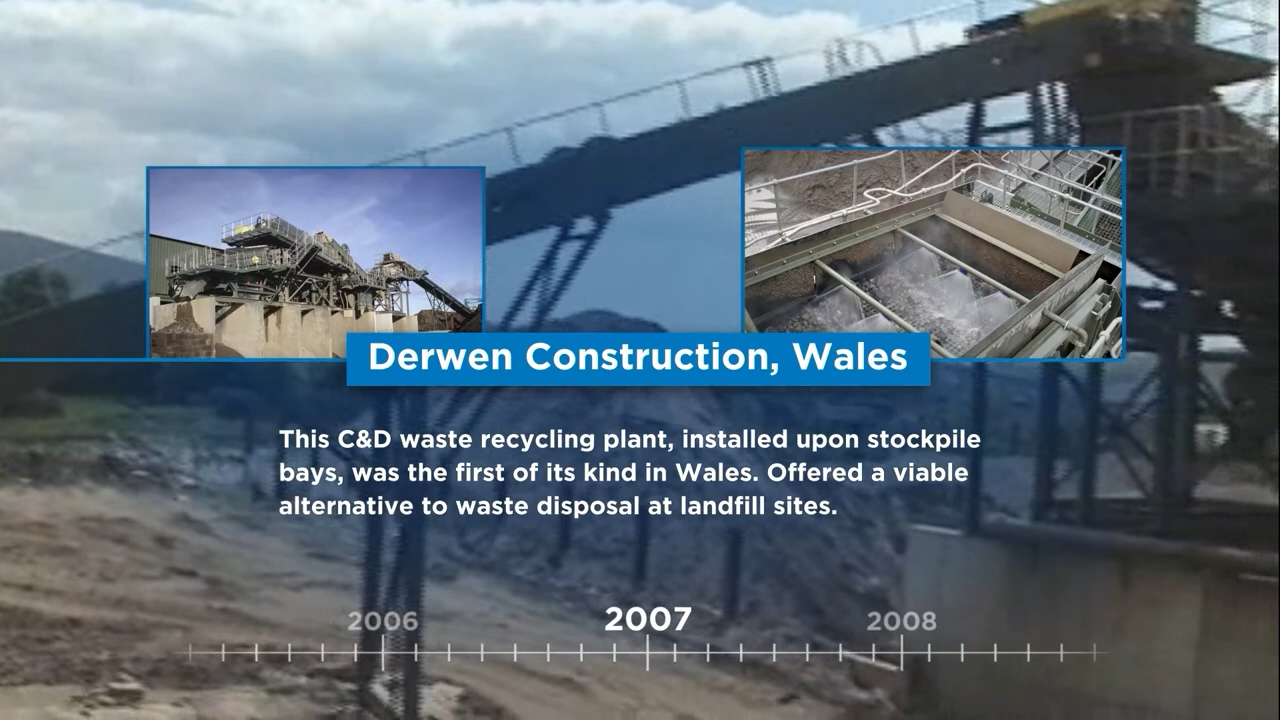 Derwen Construction, Wales
This C&D waste recycling plant, installed upon stockpile
bays, was the first of its kind in Wales. Offered a viable
alternative to waste disposal at landfill sites.
2006 2007 2008